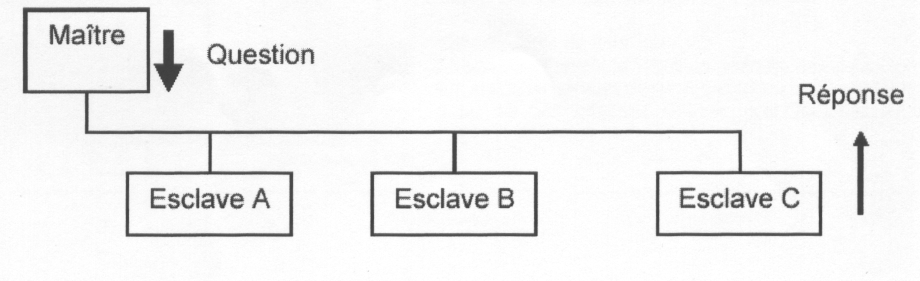 Maître
Question
Réponse
Esclave A
Esclave B
Esclave C